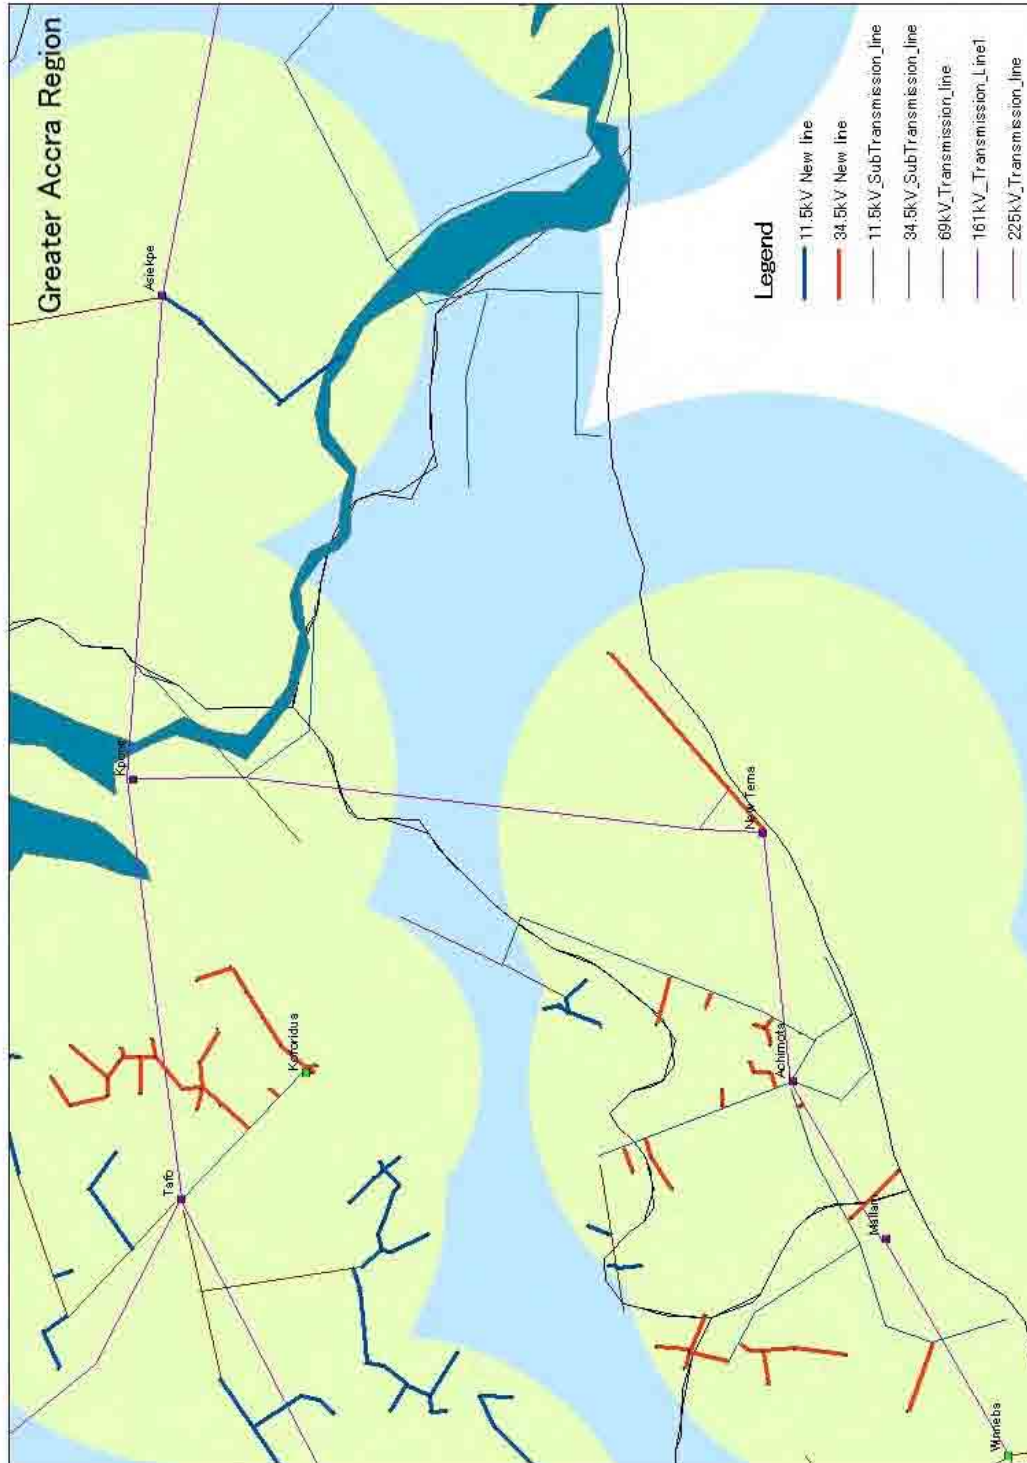 Greater Accra Region
Asiekpe
Kpong
Tafo
Koforidua
New Tema
Achimota
Mallam
Winneba
Legend
11.5kV New line
34.5kV New line
11.5kV_SubTransmission_line
34.5kV_SubTransmission_line
69kV_Transmission_line
161kV_Transmission_Line1
225kV_Transmission_line